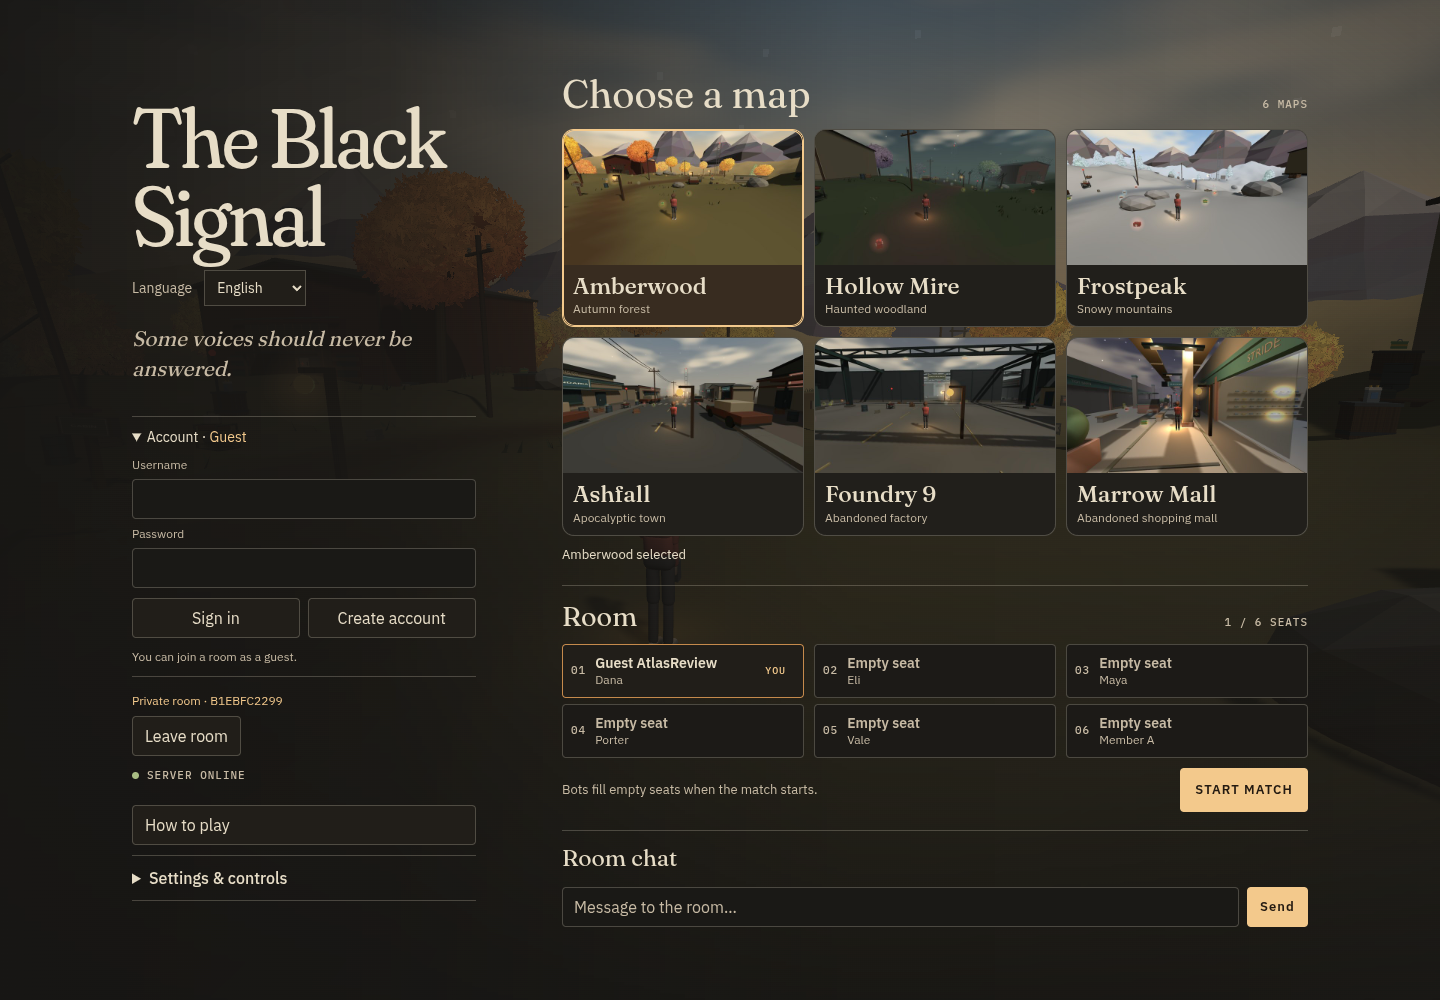 The Black
Signal
Language
English
Some voices should never be
answered.
Account · Guest
Username
Password
Sign in
Create account
You can join a room as a guest.
Private room · B1EBFC2299
Leave room
SERVER ONLINE
How to play
Settings & controls
Choose a map
6 MAPS
Amberwood
Autumn forest
Hollow Mire
Haunted woodland
Frostpeak
Snowy mountains
STRIDE
Ashfall
Apocalyptic town
Foundry 9
Abandoned factory
Marrow Mall
Abandoned shopping mall
Amberwood selected
Room
1 / 6 SEATS
01 Guest AtlasReview YOU
Dana
02 Empty seat
Eli
03 Empty seat
Maya
04 Empty seat
Porter
05 Empty seat
Vale
06 Empty seat
Member A
Bots fill empty seats when the match starts.
START MATCH
Room chat
Message to the room...
Send